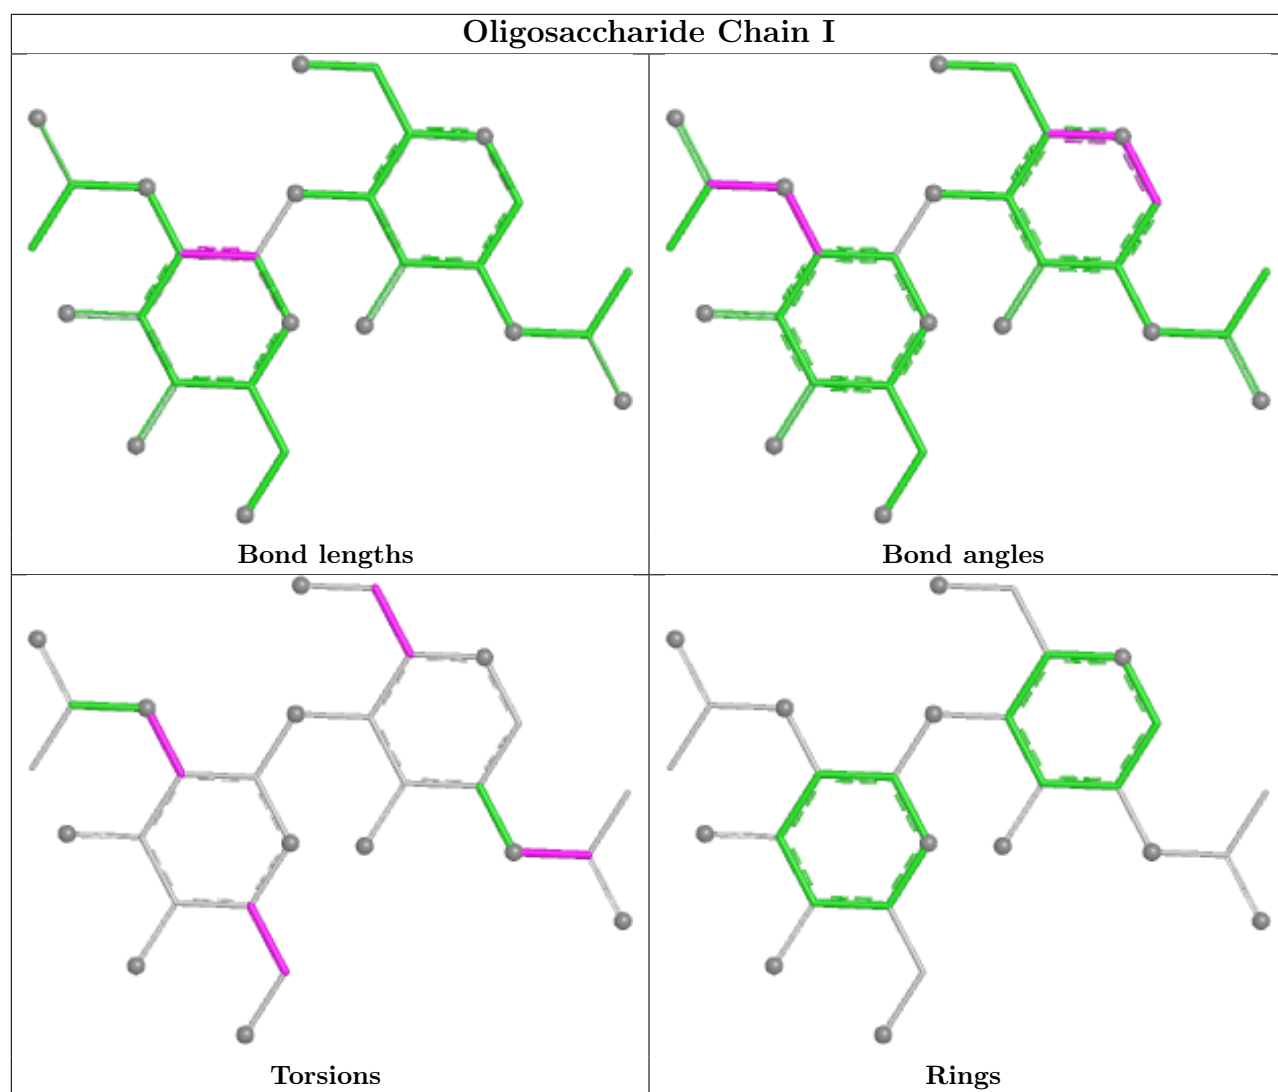 Oligosaccharide Chain I
Bond lengths
Bond angles
Torsions
Rings